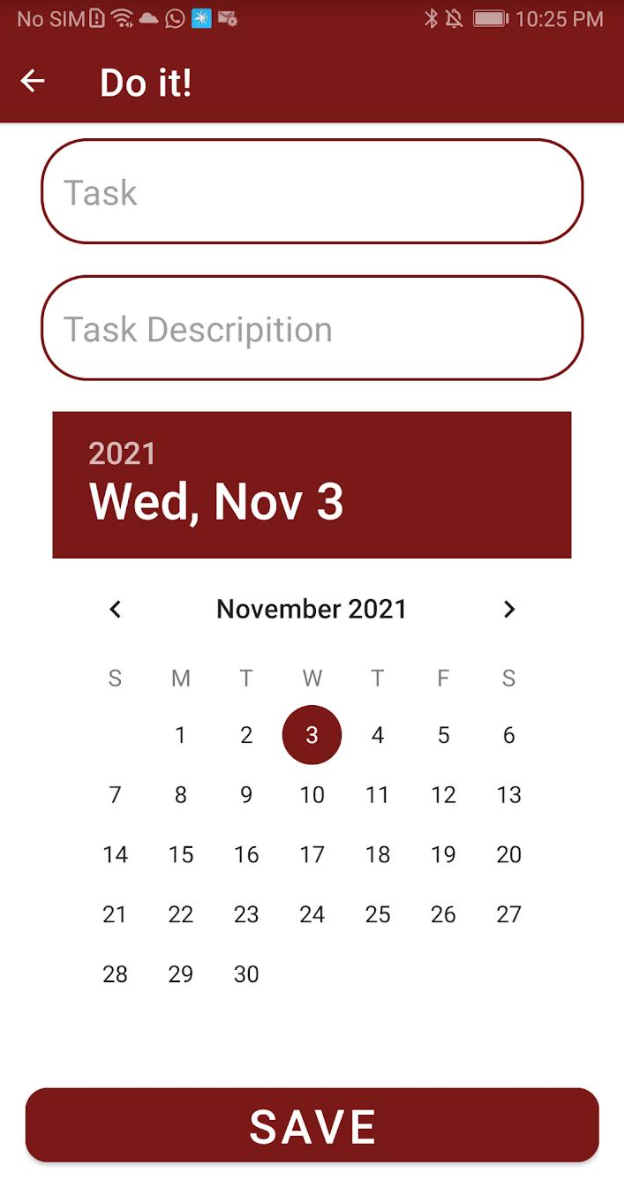 No SIM 10:25 PM
Do it!
Task
Task Descripition
2021
Wed, Nov 3
November 2021
S M T W T F S
1 2 3 4 5 6
7 8 9 10 11 12 13
14 15 16 17 18 19 20
21 22 23 24 25 26 27
28 29 30
SAVE